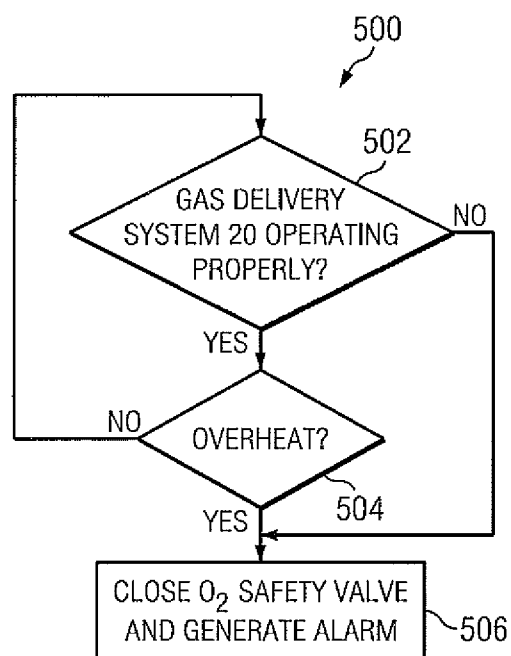 500
502
GAS DELIVERY
SYSTEM 20 OPERATING
PROPERLY?
NO
YES
NO
OVERHEAT?
504
YES
CLOSE O₂ SAFETY VALVE
AND GENERATE ALARM
506